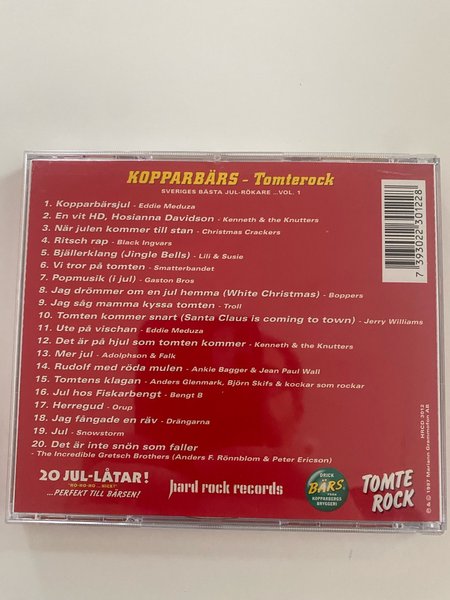 KOPPARBÄRS - Tomterock
SVERIGES BÄSTA JUL-RÖKARE ...VOL. 1
1. Kopparbärsjul - Eddie Meduza
2. En vit HD, Hosianna Davidson - Kenneth & the Knutters
3. När julen kommer till stan - Christmas Crackers
4. Ritsch rap - Black Ingvars
5. Bjällerklang (Jingle Bells) - Lili & Susie
6. Vi tror på tomten - Smatterbandet
7. Popmusik (i jul) - Gaston Bros
8. Jag drömmer om en jul hemma (White Christmas) - Boppers
9. Jag såg mamma kyssa tomten - Troll
10. Tomten kommer snart (Santa Claus is coming to town) - Jerry Williams
11. Ute på vischan - Eddie Meduza
12. Det är på hjul som tomten kommer - Kenneth & the Knutters
13. Mer jul - Adolphson & Falk
14. Rudolf med röda mulen - Ankie Bagger & Jean Paul Wall
15. Tomtens klagan - Anders Glenmark, Björn Skifs & kockar som rockar
16. Jul hos Fiskarbengt - Bengt 8
17. Herregud - Orup
18. Jag fångade en räv - Drängarna
19. Jul - Snowstorm
20. Det är inte snön som faller
- The Incredible Gretsch Brothers (Anders F. Rönnblom & Peter Ericson)
7 393022 301228
HRCD 3012
℗ & © 1997 Mariann Grammofon AB
20 JUL-LÅTAR!
...PERFEKT TILL BÄRSEN!
hard rock records
DRICK
BÄRS
FRÅN
KOPPARBERGS
BRYGGERI
TOMTE
ROCK